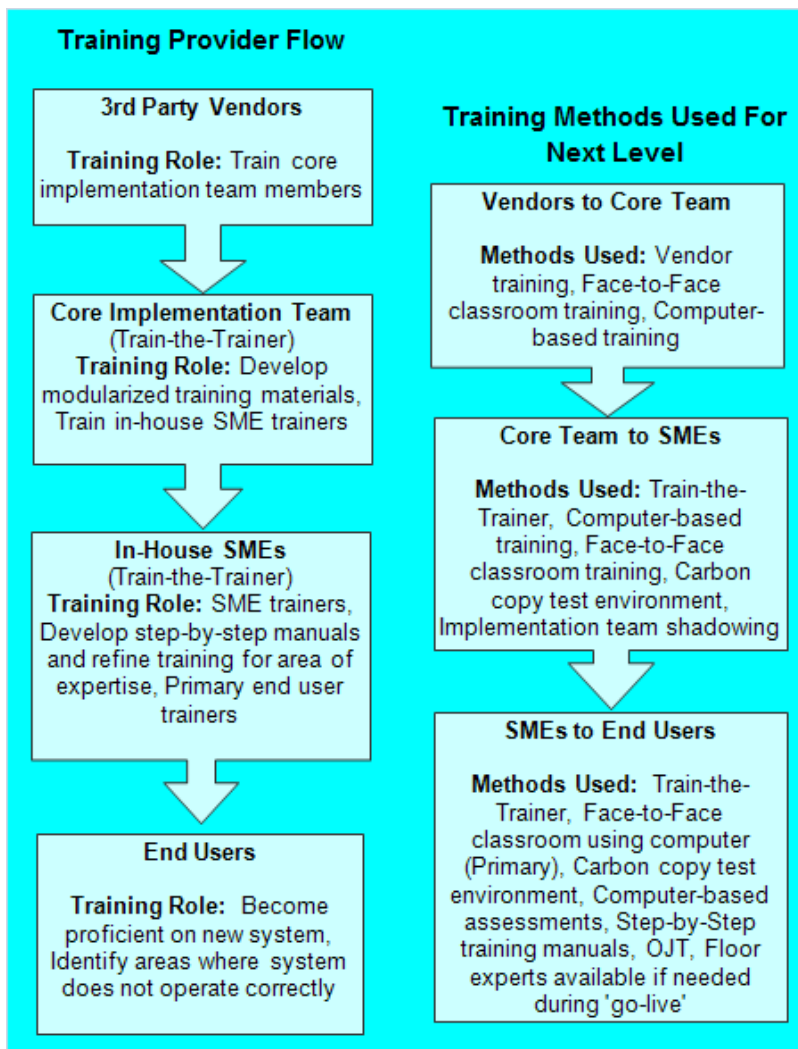 Training Provider Flow
3rd Party Vendors
Training Role: Train core
implementation team members
Core Implementation Team
(Train-the-Trainer)
Training Role: Develop
modularized training materials,
Train in-house SME trainers
In-House SMEs
(Train-the-Trainer)
Training Role: SME trainers,
Develop step-by-step manuals
and refine training for area of
expertise, Primary end user
trainers
End Users
Training Role: Become
proficient on new system,
Identify areas where system
does not operate correctly
Training Methods Used For
Next Level
Vendors to Core Team
Methods Used: Vendor
training, Face-to-Face
classroom training, Computer-
based training
Core Team to SMEs
Methods Used: Train-the-
Trainer, Computer-based
training, Face-to-Face
classroom training, Carbon
copy test environment,
Implementation team shadowing
SMEs to End Users
Methods Used: Train-the-
Trainer, Face-to-Face
classroom using computer
(Primary), Carbon copy test
environment, Computer-based
assessments, Step-by-Step
training manuals, OJT, Floor
experts available if needed
during 'go-live'